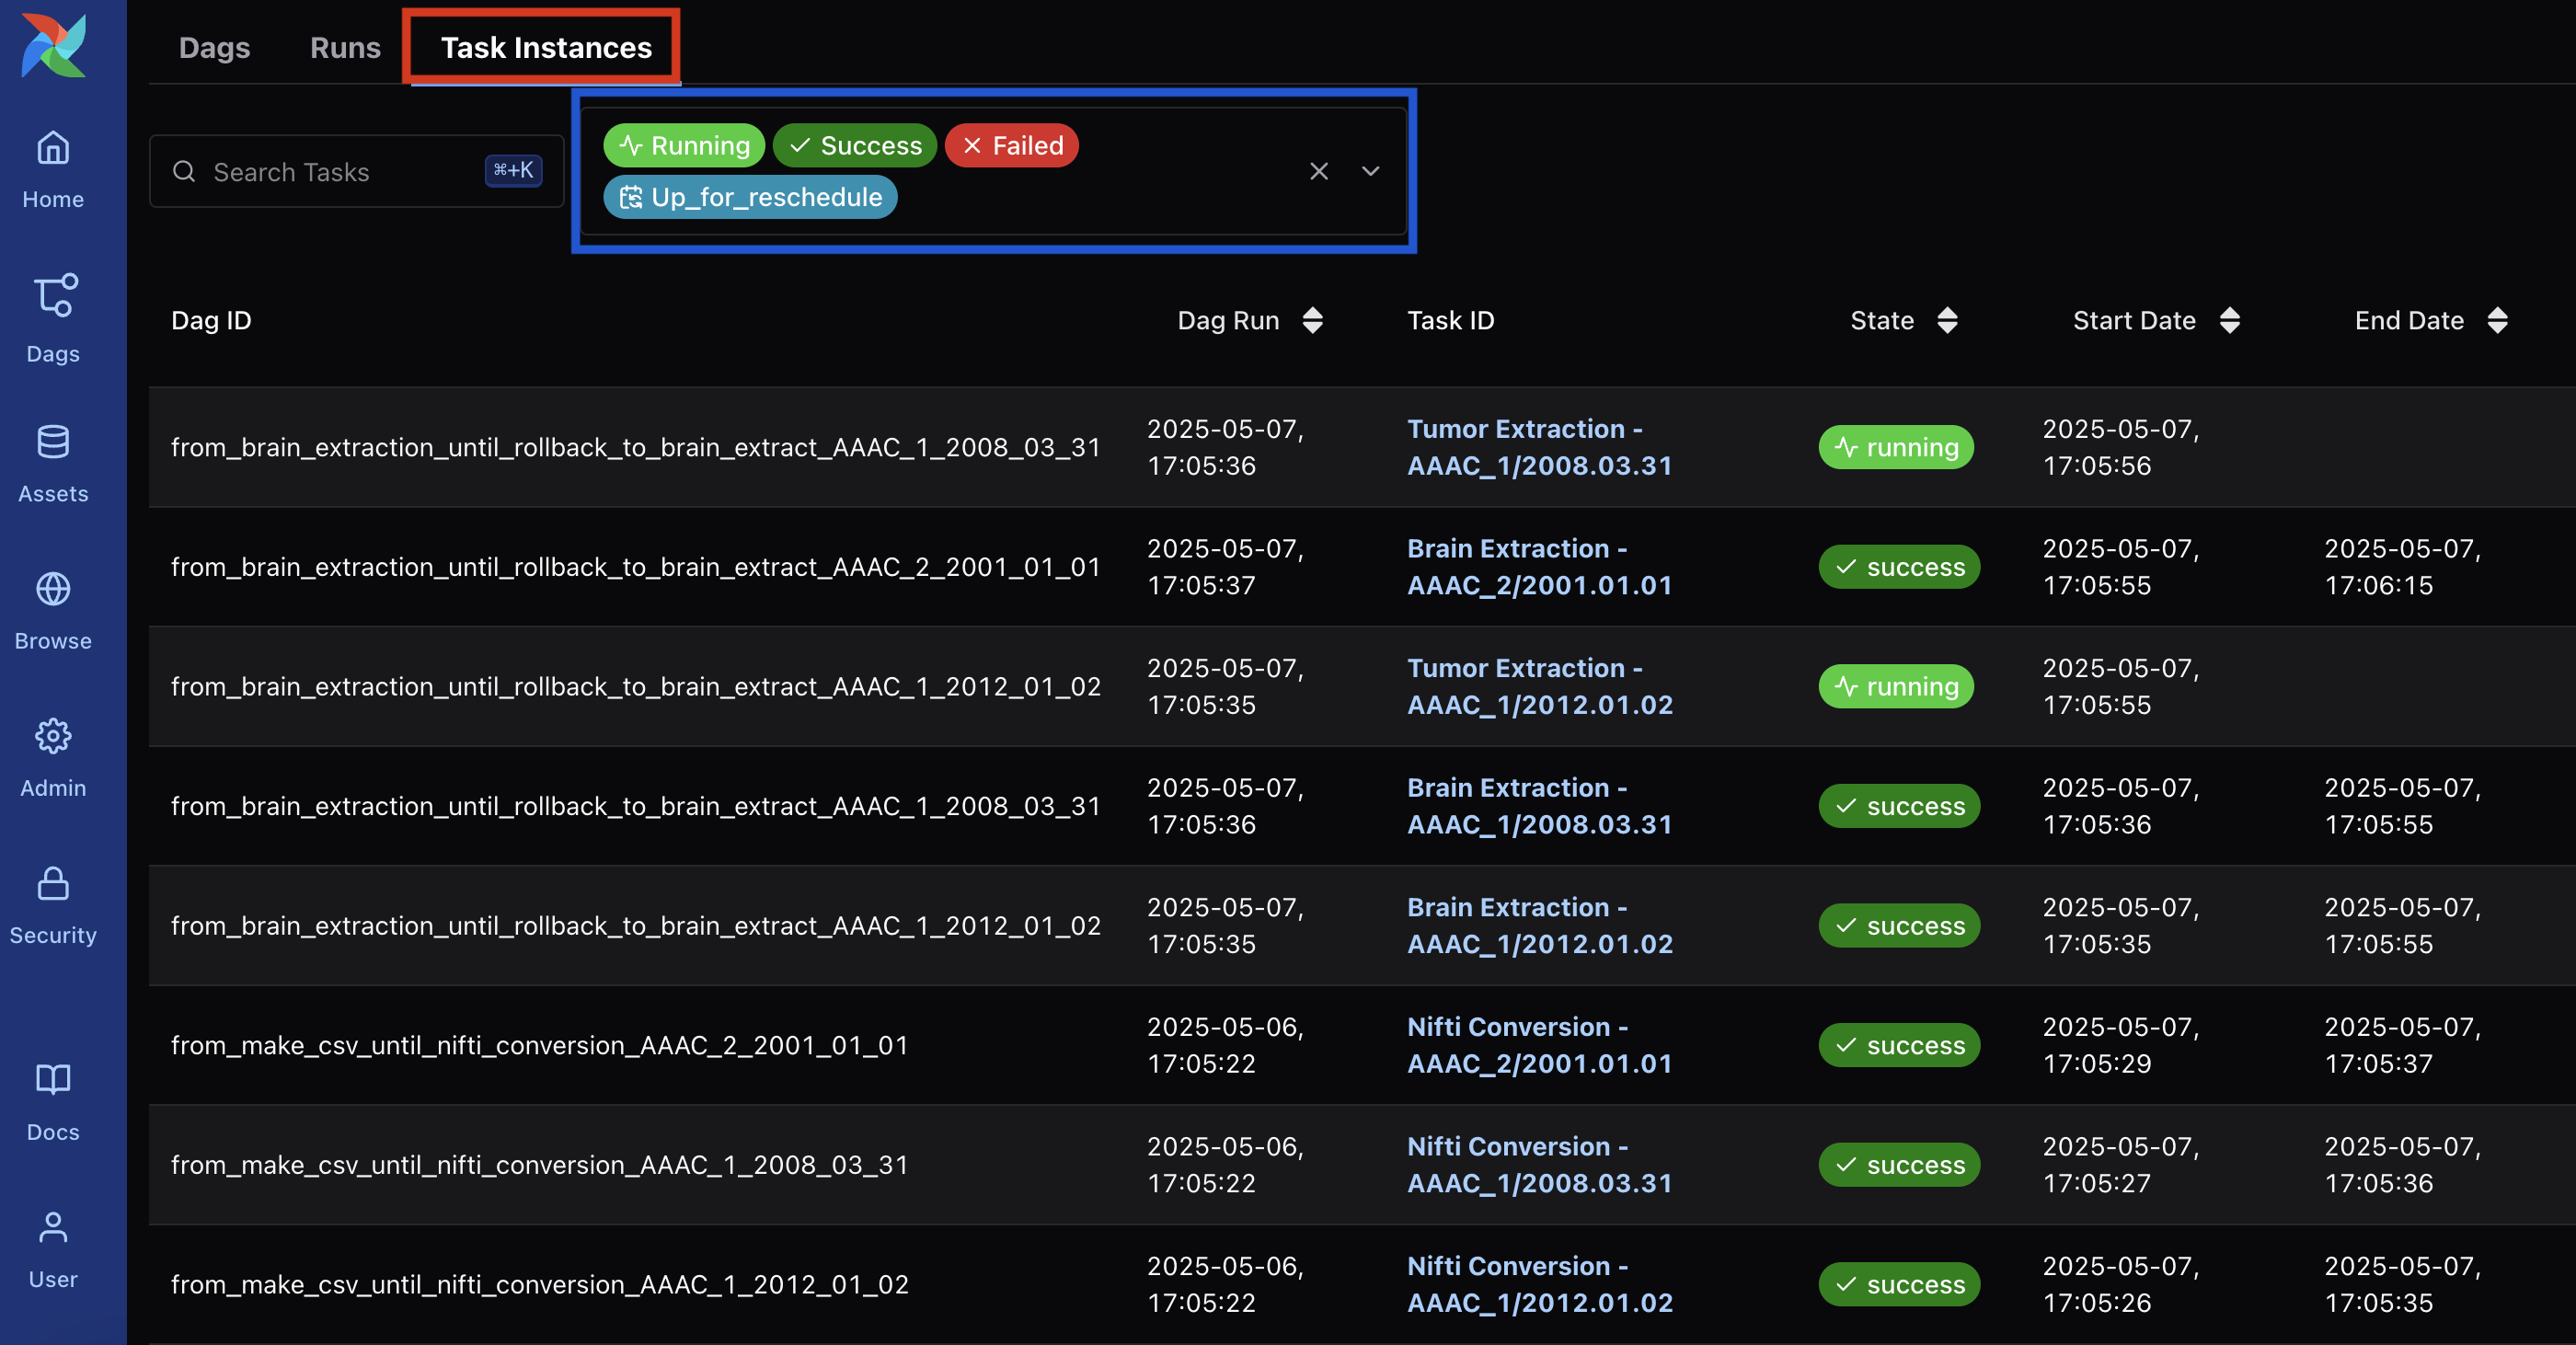 Dags Runs Task Instances
Search Tasks ⌘+K
Running Success Failed
Up_for_reschedule
Home
Dags
Assets
Browse
Admin
Security
Docs
User
Dag ID Dag Run Task ID State Start Date End Date
from_brain_extraction_until_rollback_to_brain_extract_AAAC_1_2008_03_31 2025-05-07, Tumor Extraction - running 2025-05-07,
17:05:36 AAAC_1/2008.03.31 17:05:56
from_brain_extraction_until_rollback_to_brain_extract_AAAC_2_2001_01_01 2025-05-07, Brain Extraction - success 2025-05-07, 2025-05-07,
17:05:37 AAAC_2/2001.01.01 17:05:55 17:06:15
from_brain_extraction_until_rollback_to_brain_extract_AAAC_1_2012_01_02 2025-05-07, Tumor Extraction - running 2025-05-07,
17:05:35 AAAC_1/2012.01.02 17:05:55
from_brain_extraction_until_rollback_to_brain_extract_AAAC_1_2008_03_31 2025-05-07, Brain Extraction - success 2025-05-07, 2025-05-07,
17:05:36 AAAC_1/2008.03.31 17:05:36 17:05:55
from_brain_extraction_until_rollback_to_brain_extract_AAAC_1_2012_01_02 2025-05-07, Brain Extraction - success 2025-05-07, 2025-05-07,
17:05:35 AAAC_1/2012.01.02 17:05:35 17:05:55
from_make_csv_until_nifti_conversion_AAAC_2_2001_01_01 2025-05-06, Nifti Conversion - success 2025-05-07, 2025-05-07,
17:05:22 AAAC_2/2001.01.01 17:05:29 17:05:37
from_make_csv_until_nifti_conversion_AAAC_1_2008_03_31 2025-05-06, Nifti Conversion - success 2025-05-07, 2025-05-07,
17:05:22 AAAC_1/2008.03.31 17:05:27 17:05:36
from_make_csv_until_nifti_conversion_AAAC_1_2012_01_02 2025-05-06, Nifti Conversion - success 2025-05-07, 2025-05-07,
17:05:22 AAAC_1/2012.01.02 17:05:26 17:05:35